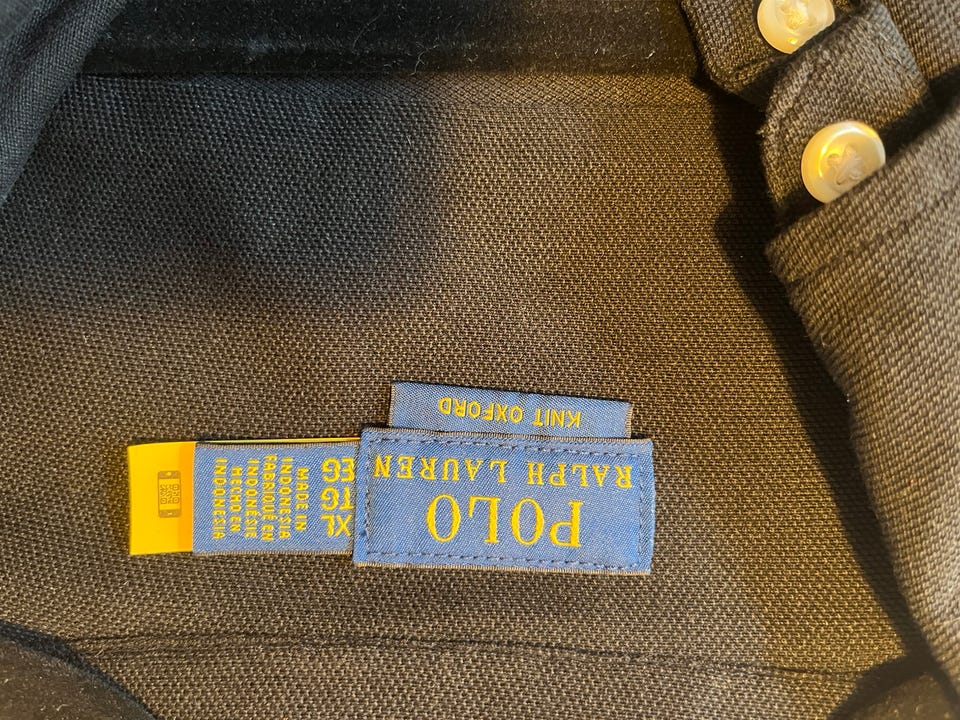 POLO
RALPH LAUREN
KNIT OXFORD
XL
TG
EG
MADE IN
INDONESIA
FABRIQUÉ EN
INDONÉSIE
HECHO EN
INDONESIA